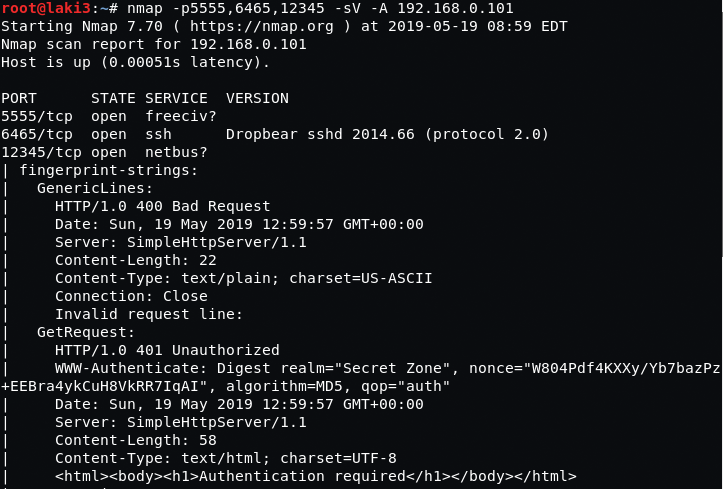 root@laki3:~# nmap -p5555,6465,12345 -sV -A 192.168.0.101
Starting Nmap 7.70 ( https://nmap.org ) at 2019-05-19 08:59 EDT
Nmap scan report for 192.168.0.101
Host is up (0.00051s latency).

PORT      STATE SERVICE  VERSION
5555/tcp  open  freeciv?
6465/tcp  open  ssh      Dropbear sshd 2014.66 (protocol 2.0)
12345/tcp open  netbus?
| fingerprint-strings:
|   GenericLines:
|     HTTP/1.0 400 Bad Request
|     Date: Sun, 19 May 2019 12:59:57 GMT+00:00
|     Server: SimpleHttpServer/1.1
|     Content-Length: 22
|     Content-Type: text/plain; charset=US-ASCII
|     Connection: Close
|     Invalid request line:
|   GetRequest:
|     HTTP/1.0 401 Unauthorized
|     WWW-Authenticate: Digest realm="Secret Zone", nonce="W804Pdf4KXXy/Yb7bazPz
+EEBra4ykCuH8VkRR7IqAI", algorithm=MD5, qop="auth"
|     Date: Sun, 19 May 2019 12:59:57 GMT+00:00
|     Server: SimpleHttpServer/1.1
|     Content-Length: 58
|     Content-Type: text/html; charset=UTF-8
|     <html><body><h1>Authentication required</h1></body></html>